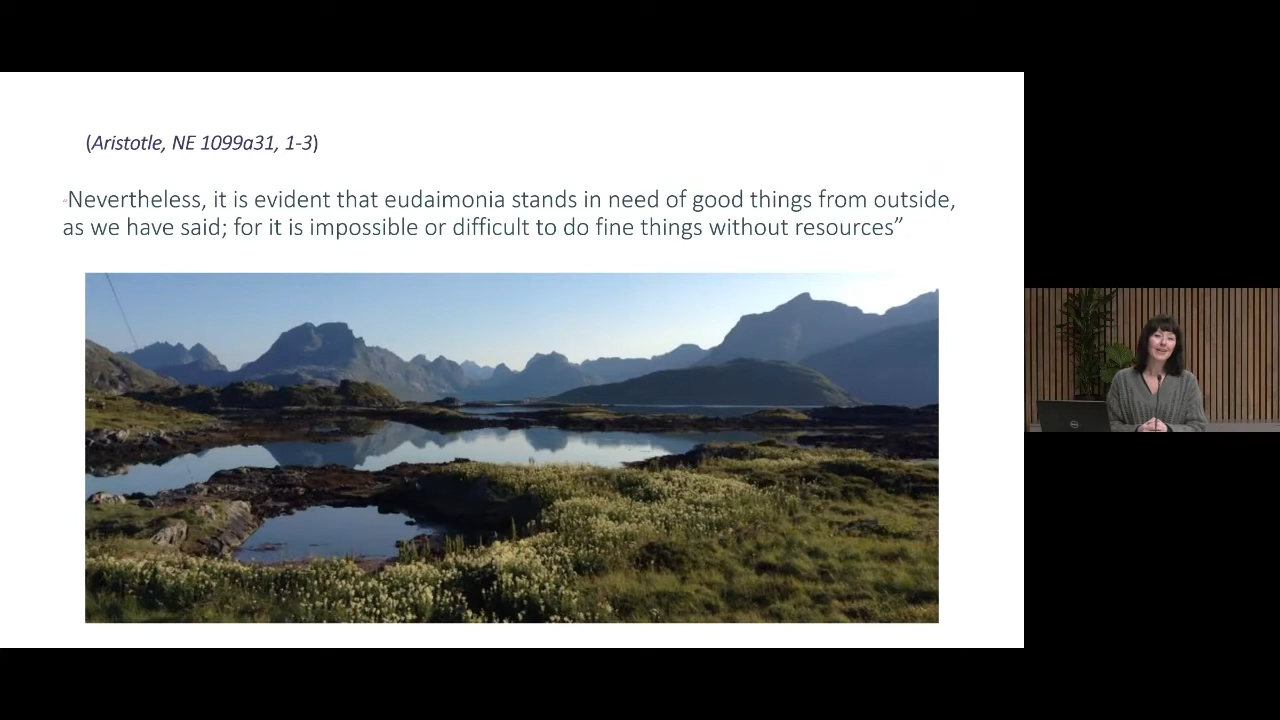 (Aristotle, NE 1099a31, 1-3)
“Nevertheless, it is evident that eudaimonia stands in need of good things from outside,
as we have said; for it is impossible or difficult to do fine things without resources”